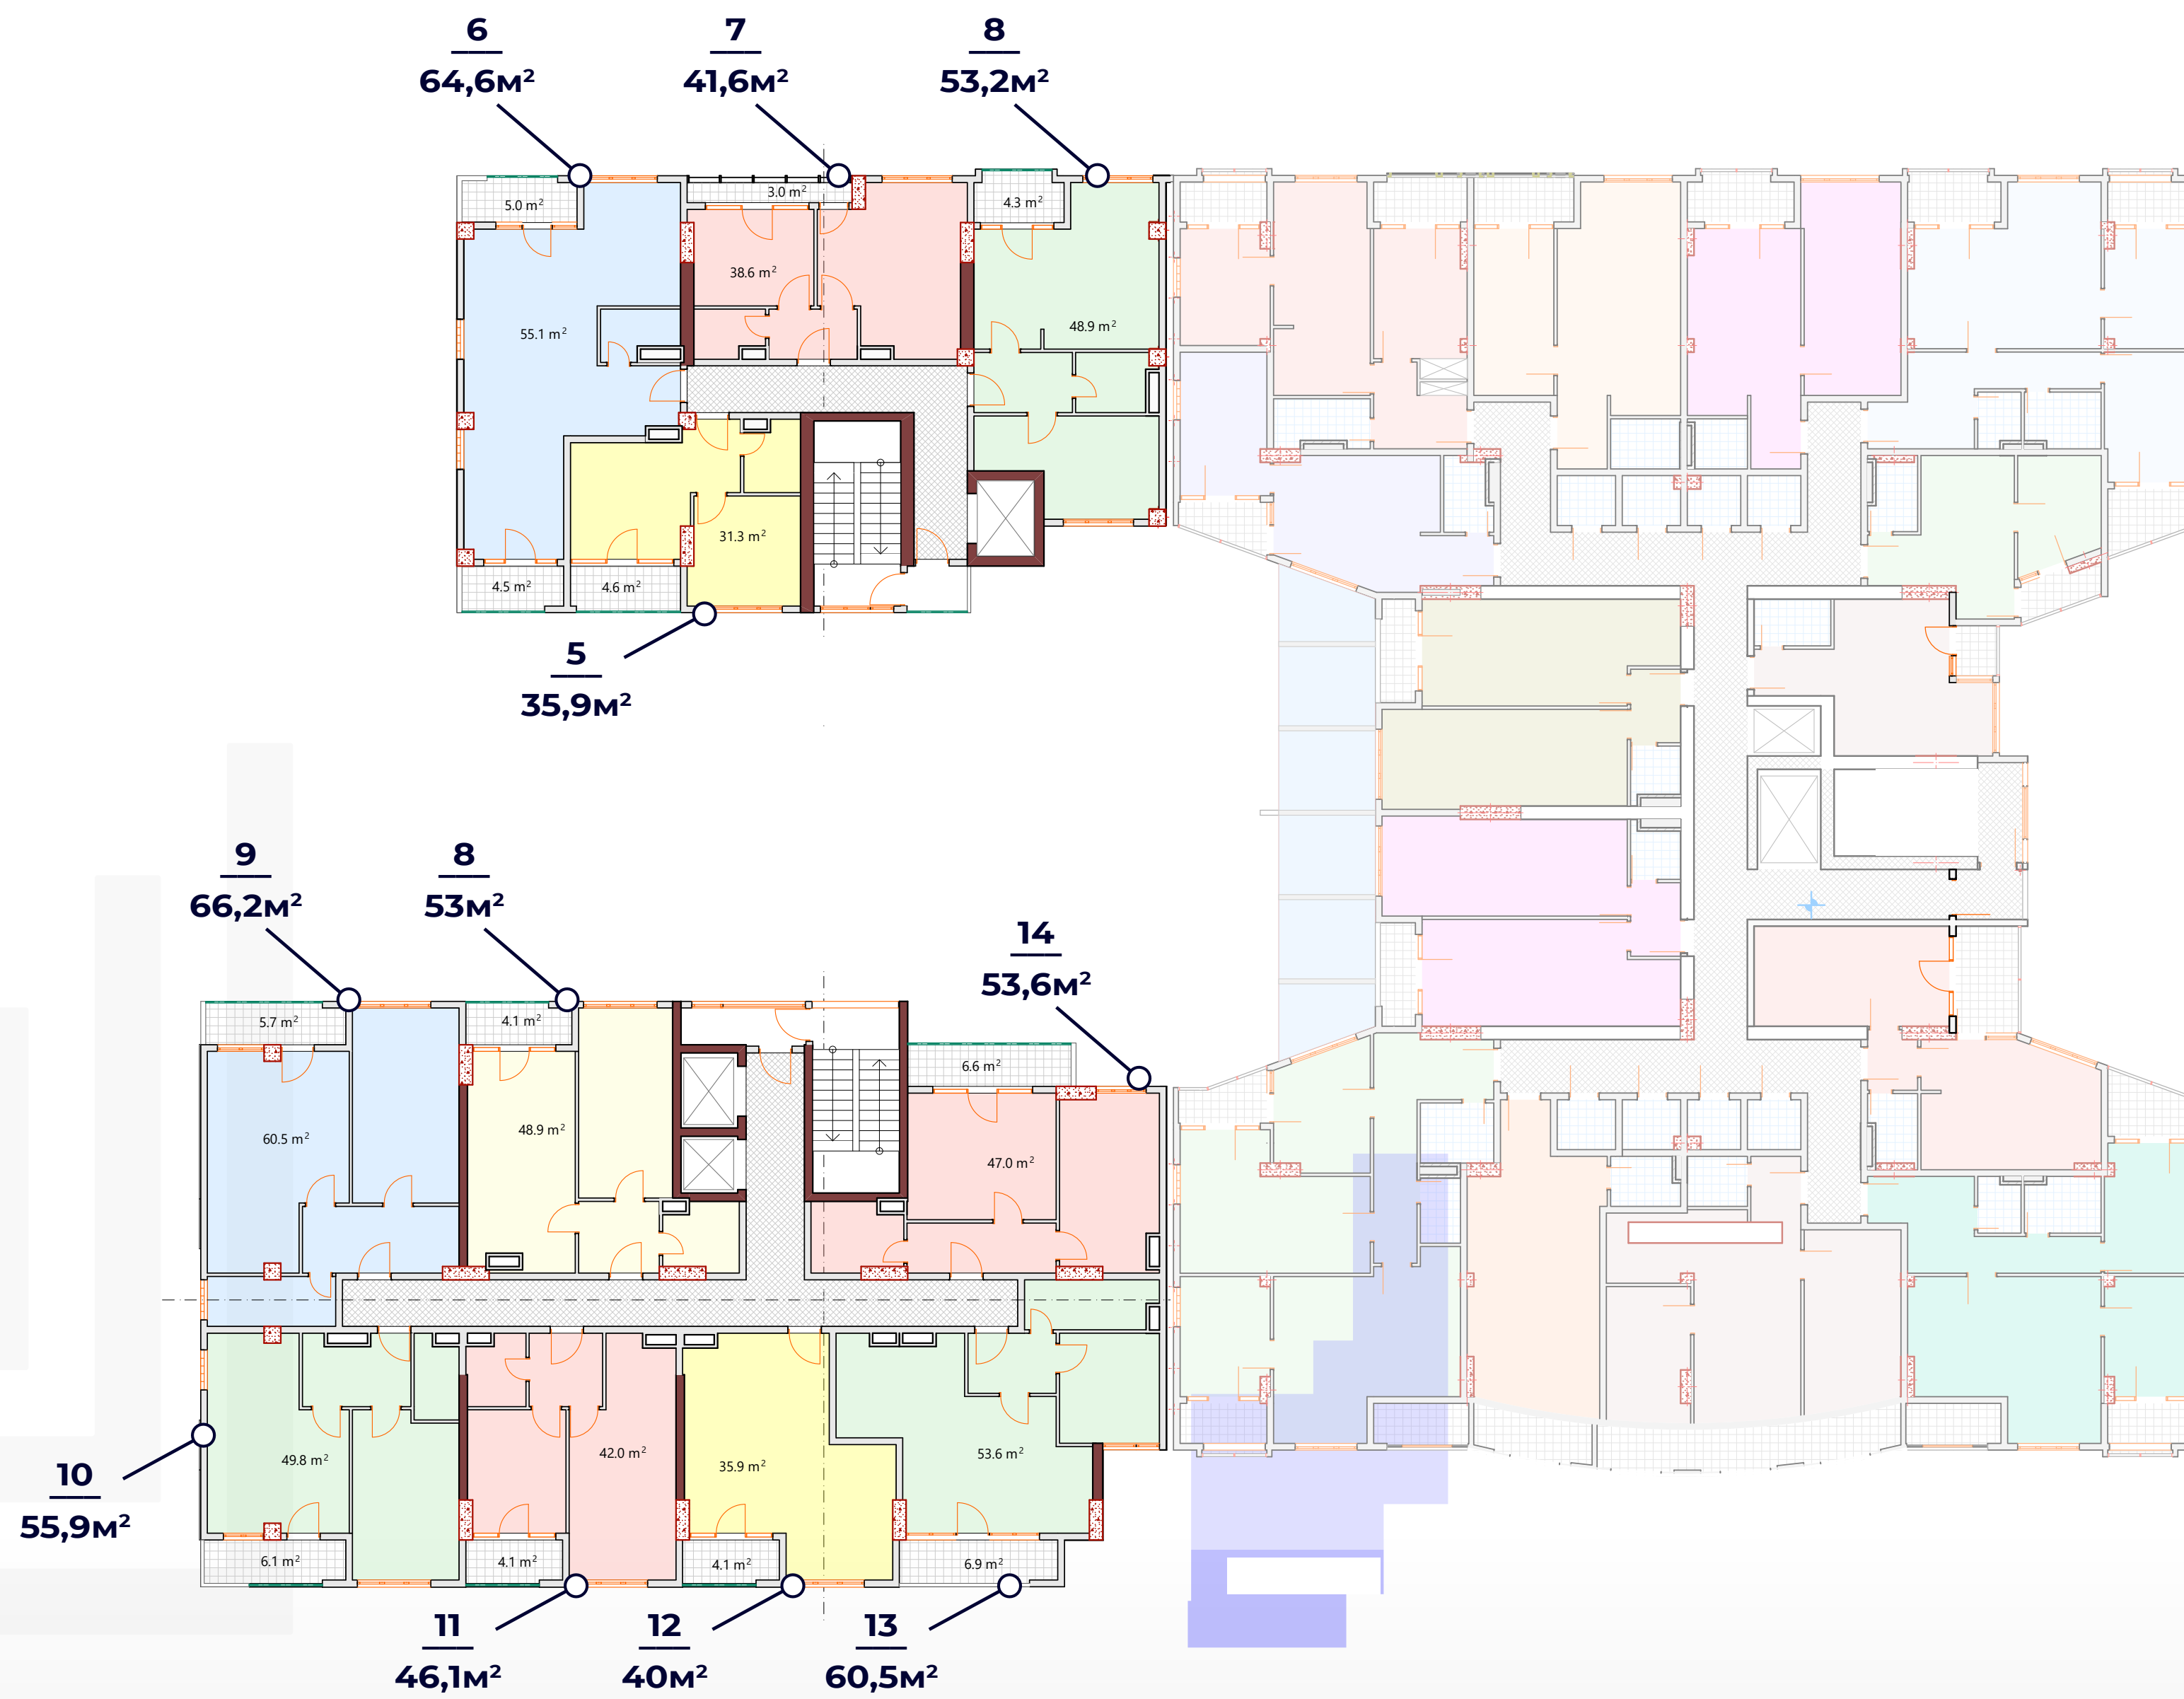 6
64,6м²
7
41,6м²
8
53,2м²
5.0 m²
3.0 m²
4.3 m²
38.6 m²
55.1 m²
48.9 m²
31.3 m²
4.5 m²
4.6 m²
5
35,9м²
9
66,2м²
8
53м²
14
53,6м²
5.7 m²
4.1 m²
6.6 m²
60.5 m²
48.9 m²
47.0 m²
49.8 m²
42.0 m²
35.9 m²
53.6 m²
10
55,9м²
6.1 m²
4.1 m²
4.1 m²
6.9 m²
11
46,1м²
12
40м²
13
60,5м²